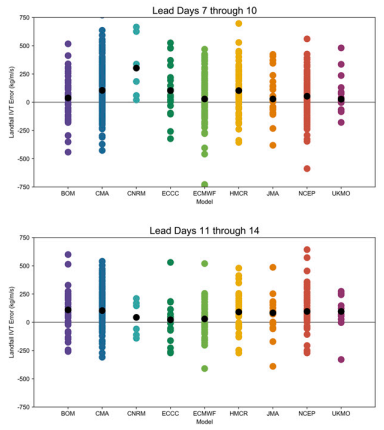 Lead Days 7 through 10
Landfall IVT Error (kg/m/s)
750
500
250
0
-250
-500
-750
BOM CMA CNRM ECCC ECMWF HMCR JMA NCEP UKMO
Model
Lead Days 11 through 14
Landfall IVT Error (kg/m/s)
750
500
250
0
-250
-500
-750
BOM CMA CNRM ECCC ECMWF HMCR JMA NCEP UKMO
Model